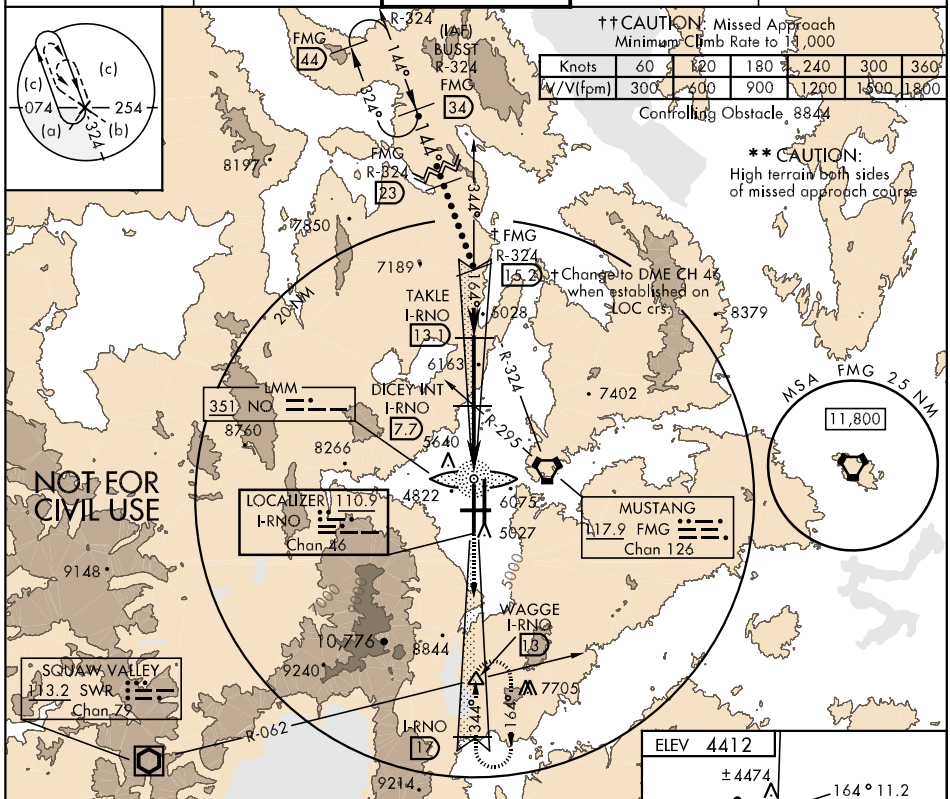 R-324
(IAF)
BUSST
R-324
FMG
34
FMG
44
144°
324°
144°
FMG
R-324
23
344°
†† CAUTION: Missed Approach
Minimum Climb Rate to 11,000
Knots 60 120 180 240 300 360
V/V(fpm) 300 600 900 1200 1500 1800
Controlling Obstacle 8844
** CAUTION:
High terrain both sides
of missed approach course
(c)
(c)
074
254
(a)
(b)
324
8197
7850
7189
† FMG
R-324
15.2
† Change to DME CH 46
when established on
LOC crs.
164°
20 NM
TAKLE
I-RNO
13.1
6028
8379
6163
R-324
7402
DICEY INT
I-RNO
7.7
R-295
LMM
351 NO
8760
8266
5640
MSA FMG 25 NM
11,800
NOT FOR
CIVIL USE
4822
6075
5027
LOCALIZER 110.9
I-RNO
Chan 46
MUSTANG
117.9 FMG
Chan 126
9148
7000
5000
10,776
8844
9240
WAGGE
I-RNO
13
7705
SQUAW VALLEY
113.2 SWR
Chan 79
R-062
344°
164°
I-RNO
17
9214
ELEV 4412
±4474
164° 11.2